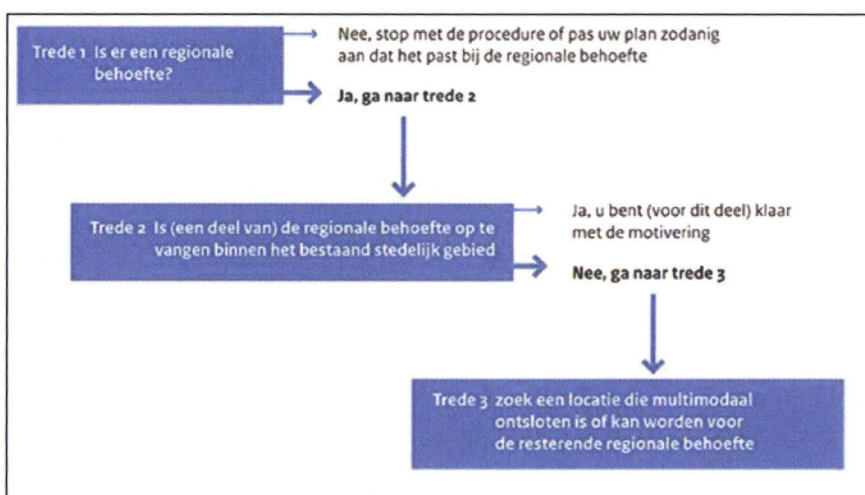 Trede 1 Is er een regionale
behoefte?
Nee, stop met de procedure of pas uw plan zodanig
aan dat het past bij de regionale behoefte
Ja, ga naar trede 2
Trede 2 Is (een deel van) de regionale behoefte op te
vangen binnen het bestaand stedelijk gebied
Ja, u bent (voor dit deel) klaar
met de motivering
Nee, ga naar trede 3
Trede 3 zoek een locatie die multimodaal
ontsloten is of kan worden voor
de resterende regionale behoefte